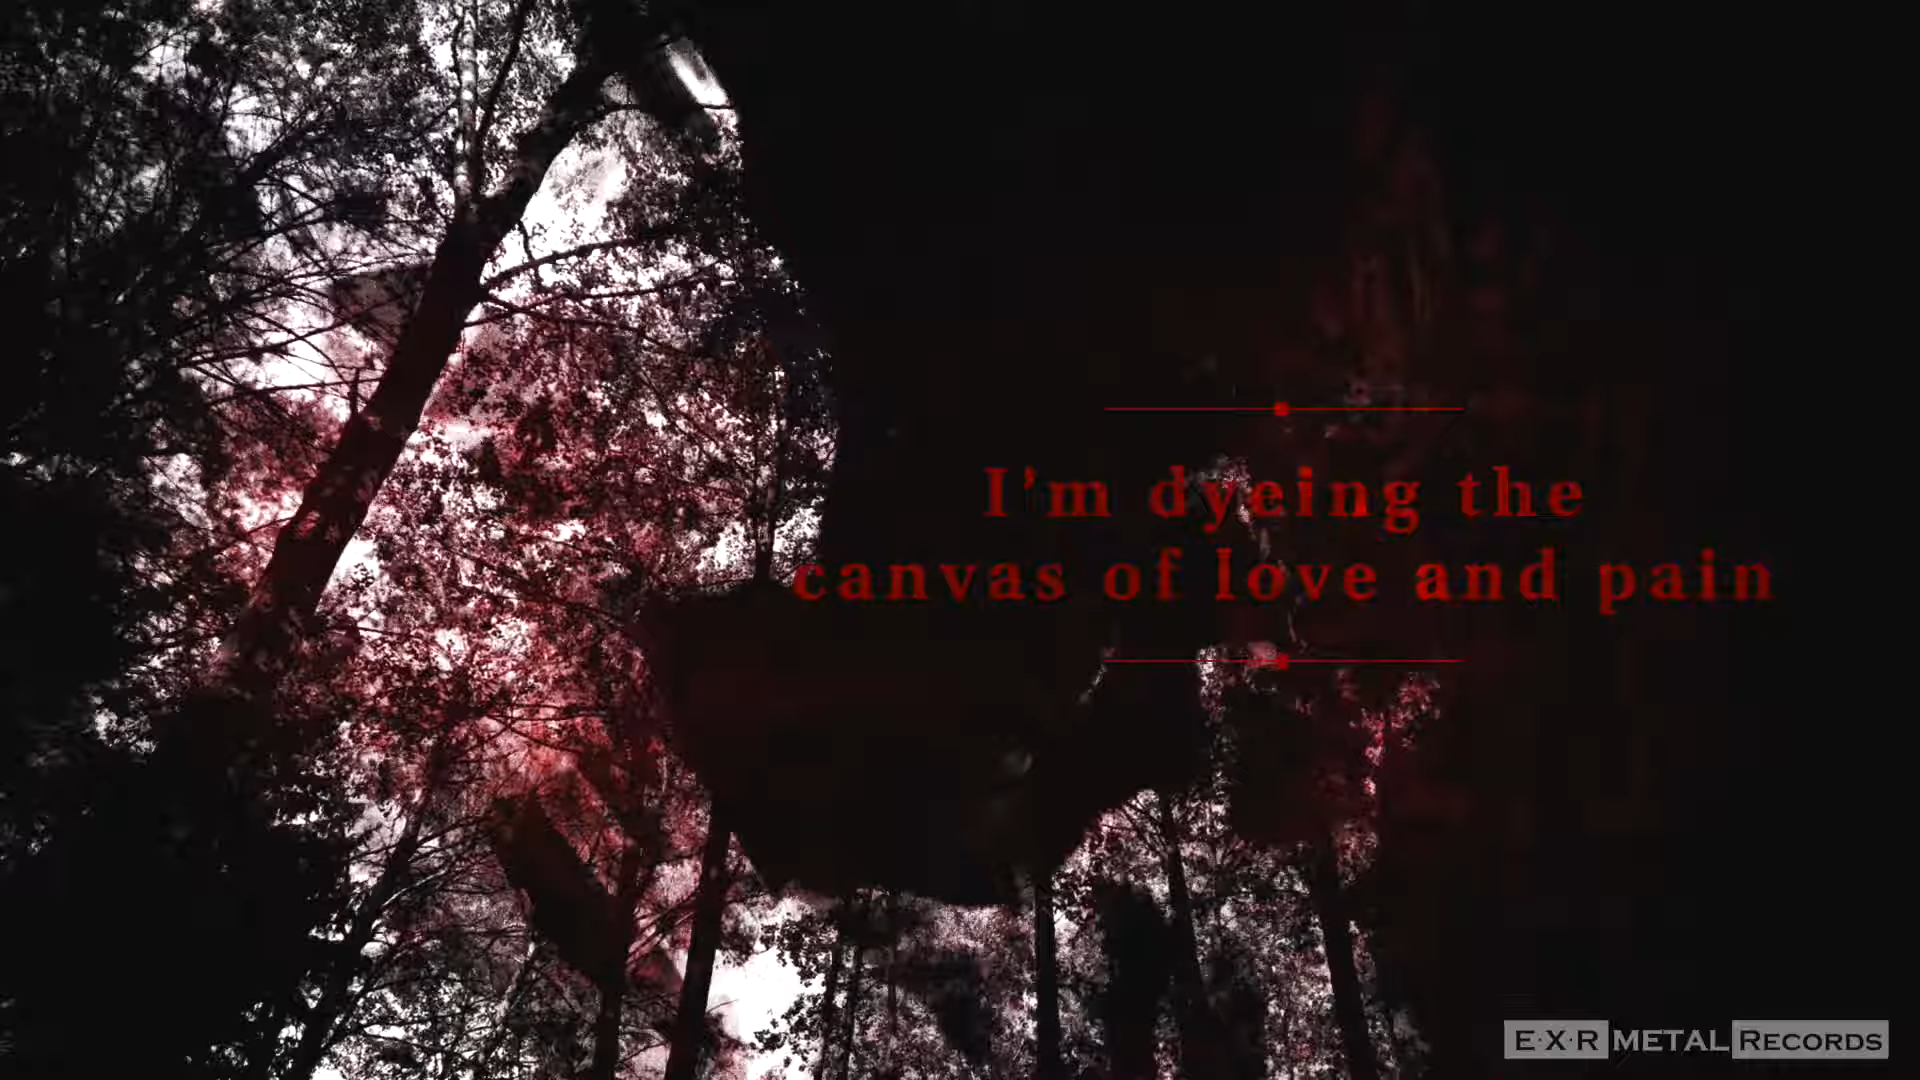 I’m dyeing the
canvas of love and pain
E·X·R METAL RECORDS